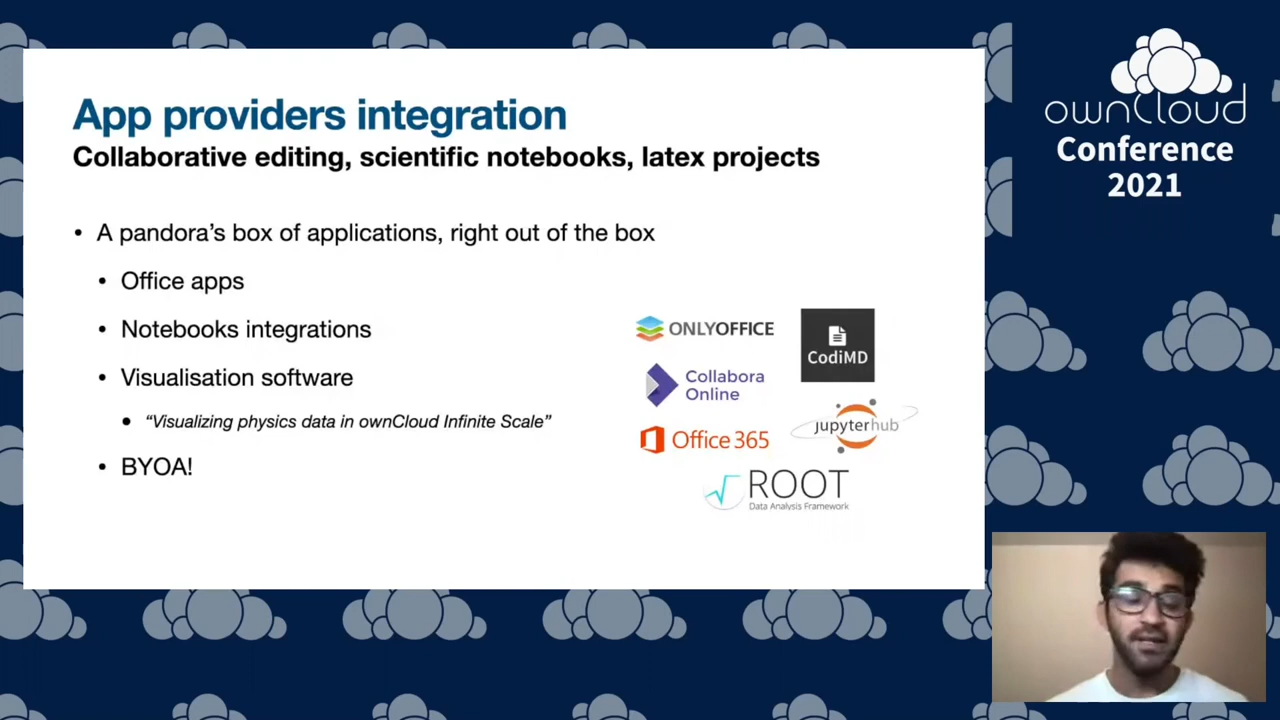 App providers integration
Collaborative editing, scientific notebooks, latex projects
• A pandora's box of applications, right out of the box
• Office apps
• Notebooks integrations
• Visualisation software
• “Visualizing physics data in ownCloud Infinite Scale”
• BYOA!
ONLYOFFICE
CodiMD
Collabora
Online
jupyterhub
Office 365
ROOT
Data Analysis Framework
ownCloud
Conference
2021